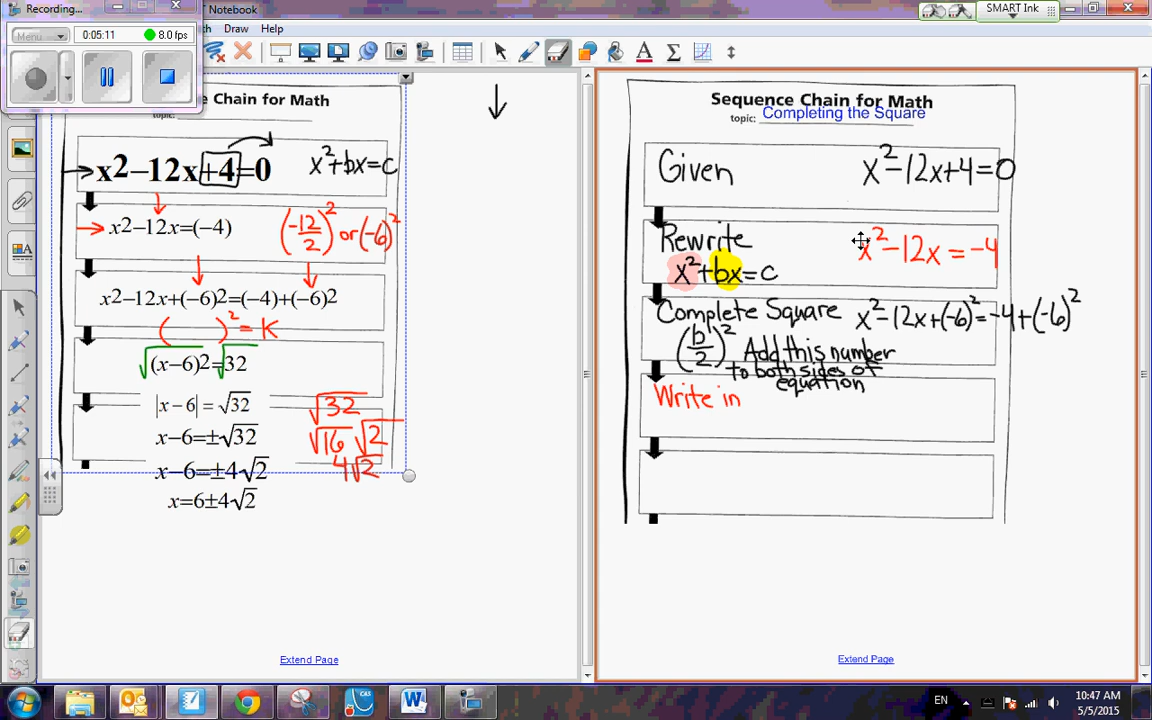 Recording...
Notebook
SMART Ink
Menu
0:05:11
8.0 fps
Draw
Help
e Chain for Math
topic:
→x2−12x+4=0
x²+bx=c
x2−12x=(−4)
(-12/2)² or (-6)²
x2−12x+(−6)2=(−4)+(−6)2
( )² = K
√(x−6)2=√32
|x−6| = √32
x−6=±√32
x−6=±4√2
x=6±4√2
√32
√16 √2
4√2
Extend Page
Sequence Chain for Math
topic: Completing the Square
Given x²−12x+4=0
Rewrite x²−12x=−4
x²+bx=c
Complete Square x²−12x+(−6)²=−4+(−6)²
(b/2)² Add this number
to both sides of
equation
Write in
Extend Page
CAS
EN
10:47 AM
5/5/2015